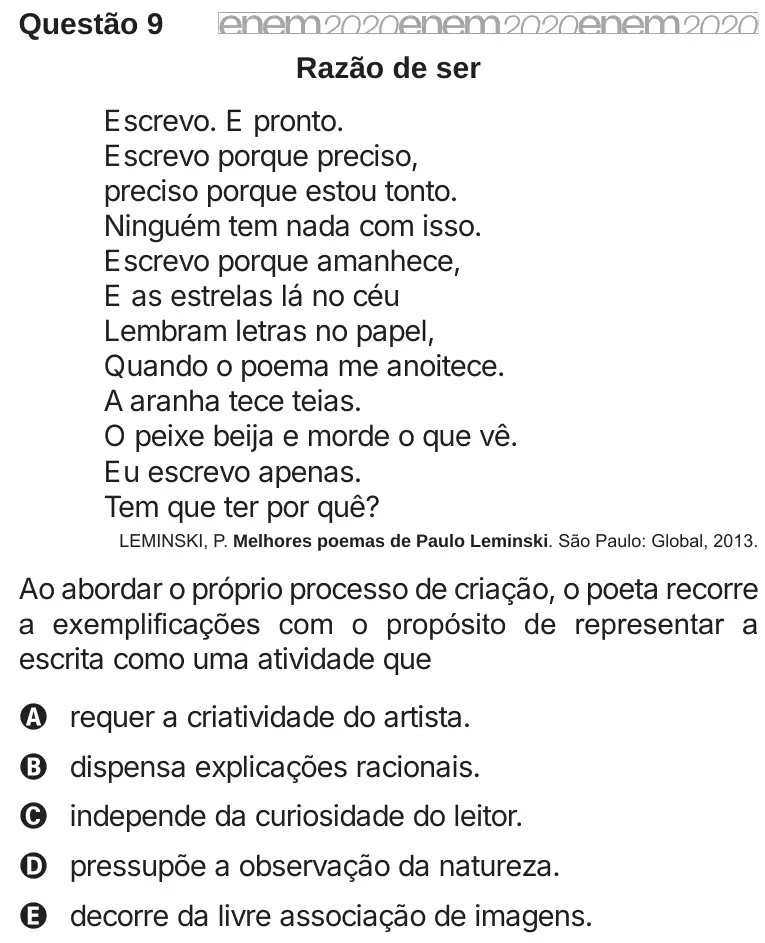 Questão 9 enem2020enem2020enem2020
Razão de ser
Escrevo. E pronto.
Escrevo porque preciso,
preciso porque estou tonto.
Ninguém tem nada com isso.
Escrevo porque amanhece,
E as estrelas lá no céu
Lembram letras no papel,
Quando o poema me anoitece.
A aranha tece teias.
O peixe beija e morde o que vê.
Eu escrevo apenas.
Tem que ter por quê?
LEMINSKI, P. Melhores poemas de Paulo Leminski. São Paulo: Global, 2013.
Ao abordar o próprio processo de criação, o poeta recorre
a exemplificações com o propósito de representar a
escrita como uma atividade que
A requer a criatividade do artista.
B dispensa explicações racionais.
C independe da curiosidade do leitor.
D pressupõe a observação da natureza.
E decorre da livre associação de imagens.